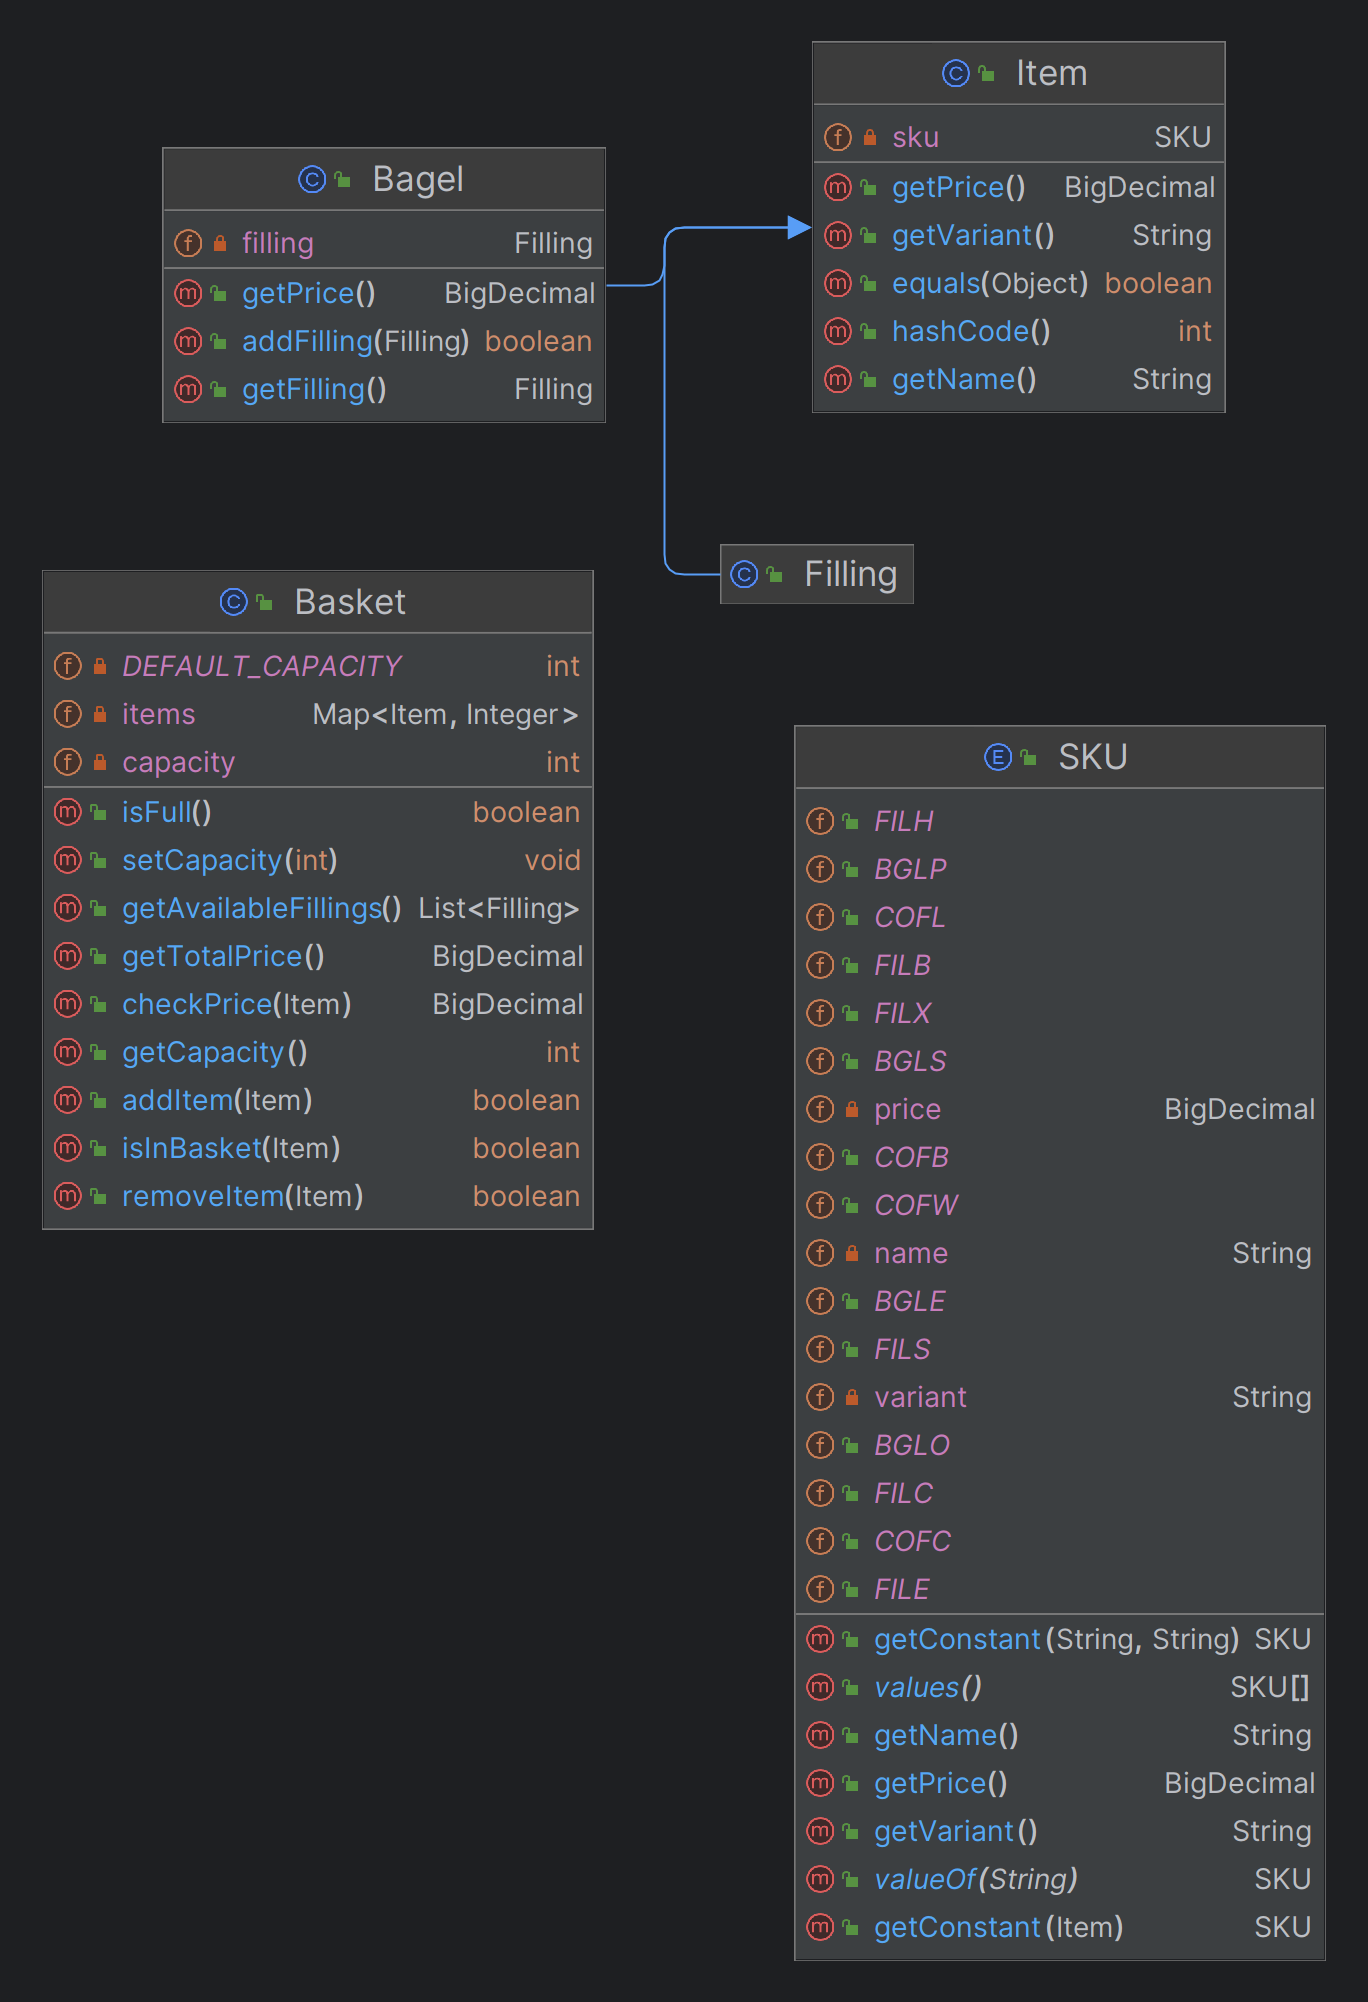 Item
sku SKU
getPrice() BigDecimal
getVariant() String
equals(Object) boolean
hashCode() int
getName() String
Bagel
filling Filling
getPrice() BigDecimal
addFilling(Filling) boolean
getFilling() Filling
Filling
Basket
DEFAULT_CAPACITY int
items Map<Item, Integer>
capacity int
isFull() boolean
setCapacity(int) void
getAvailableFillings() List<Filling>
getTotalPrice() BigDecimal
checkPrice(Item) BigDecimal
getCapacity() int
addItem(Item) boolean
isInBasket(Item) boolean
removeItem(Item) boolean
SKU
FILH
BGLP
COFL
FILB
FILX
BGLS
price BigDecimal
COFB
COFW
name String
BGLE
FILS
variant String
BGLO
FILC
COFC
FILE
getConstant(String, String) SKU
values() SKU[]
getName() String
getPrice() BigDecimal
getVariant() String
valueOf(String) SKU
getConstant(Item) SKU